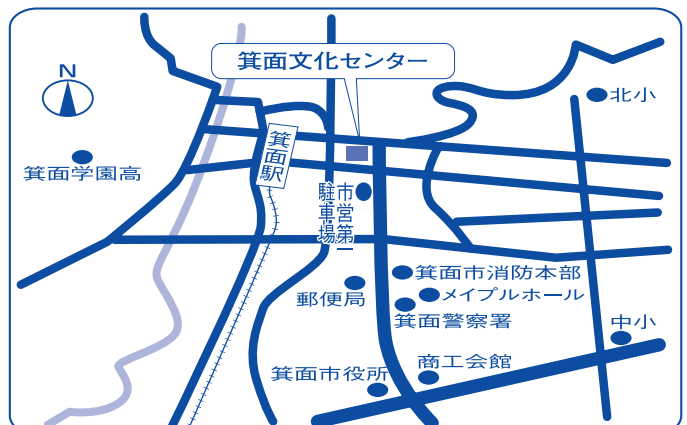 箕面文化センター
N
北小
箕面学園高
箕面駅
市営第一
駐車場
箕面市消防本部
メイプルホール
郵便局
箕面警察署
中小
商工会館
箕面市役所